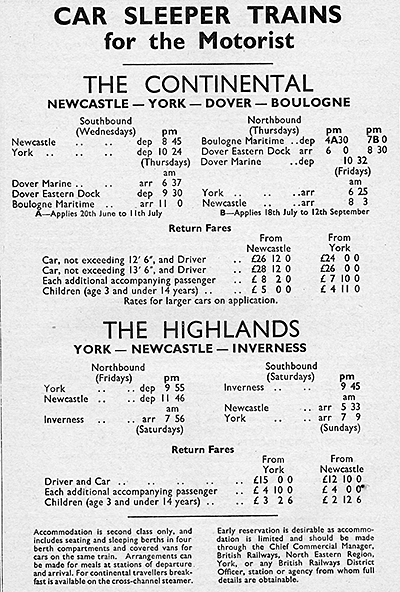 CAR SLEEPER TRAINS
for the Motorist
THE CONTINENTAL
NEWCASTLE — YORK — DOVER — BOULOGNE
Southbound
(Wednesdays) pm
Newcastle .. .. dep 8 45
York .. .. .. dep 10 24
(Thursdays)
am
Dover Marine .. .. arr 6 37
Dover Eastern Dock dep 9 30
Boulogne Maritime .. arr 11 0
A—Applies 20th June to 11th July
Northbound
(Thursdays) pm pm
Boulogne Maritime .. dep 4A30 7B 0
Dover Eastern Dock arr 6 0 8 30
Dover Marine .. dep 10 32
(Fridays)
am
York .. .. .. arr 6 25
Newcastle .. .. arr 8 3
B—Applies 18th July to 12th September
Return Fares
From Newcastle From York
Car, not exceeding 12' 6", and Driver .. £26 12 0 £24 0 0
Car, not exceeding 13' 6", and Driver .. £28 12 0 £26 0 0
Each additional accompanying passenger .. £ 8 2 0 £ 7 10 0
Children (age 3 and under 14 years) .. .. £ 5 0 0 £ 4 11 0
Rates for larger cars on application.
THE HIGHLANDS
YORK — NEWCASTLE — INVERNESS
Northbound
(Fridays) pm
York .. .. dep 9 55
Newcastle .. .. dep 11 46
am
Inverness .. .. arr 7 56
(Saturdays)
Southbound
(Saturdays) pm
Inverness .. .. 9 45
am
Newcastle .. .. arr 5 33
York .. .. arr 7 9
(Sundays)
Return Fares
From York From Newcastle
Driver and Car .. .. .. .. .. £15 0 0 £12 10 0
Each additional accompanying passenger .. £ 4 10 0 £ 4 0 0
Children (age 3 and under 14 years) .. .. £ 3 2 6 £ 2 12 6
Accommodation is second class only, and
includes seating and sleeping berths in four
berth compartments and covered vans for
cars on the same train. Arrangements can
be made for meals at stations of departure
and arrival. For continental travellers break-
fast is available on the cross-channel steamer.
Early reservation is desirable as accommo-
dation is limited and should be made
through the Chief Commercial Manager,
British Railways, North Eastern Region,
York, or any British Railways District
Officer, station or agency from whom full
details are obtainable.